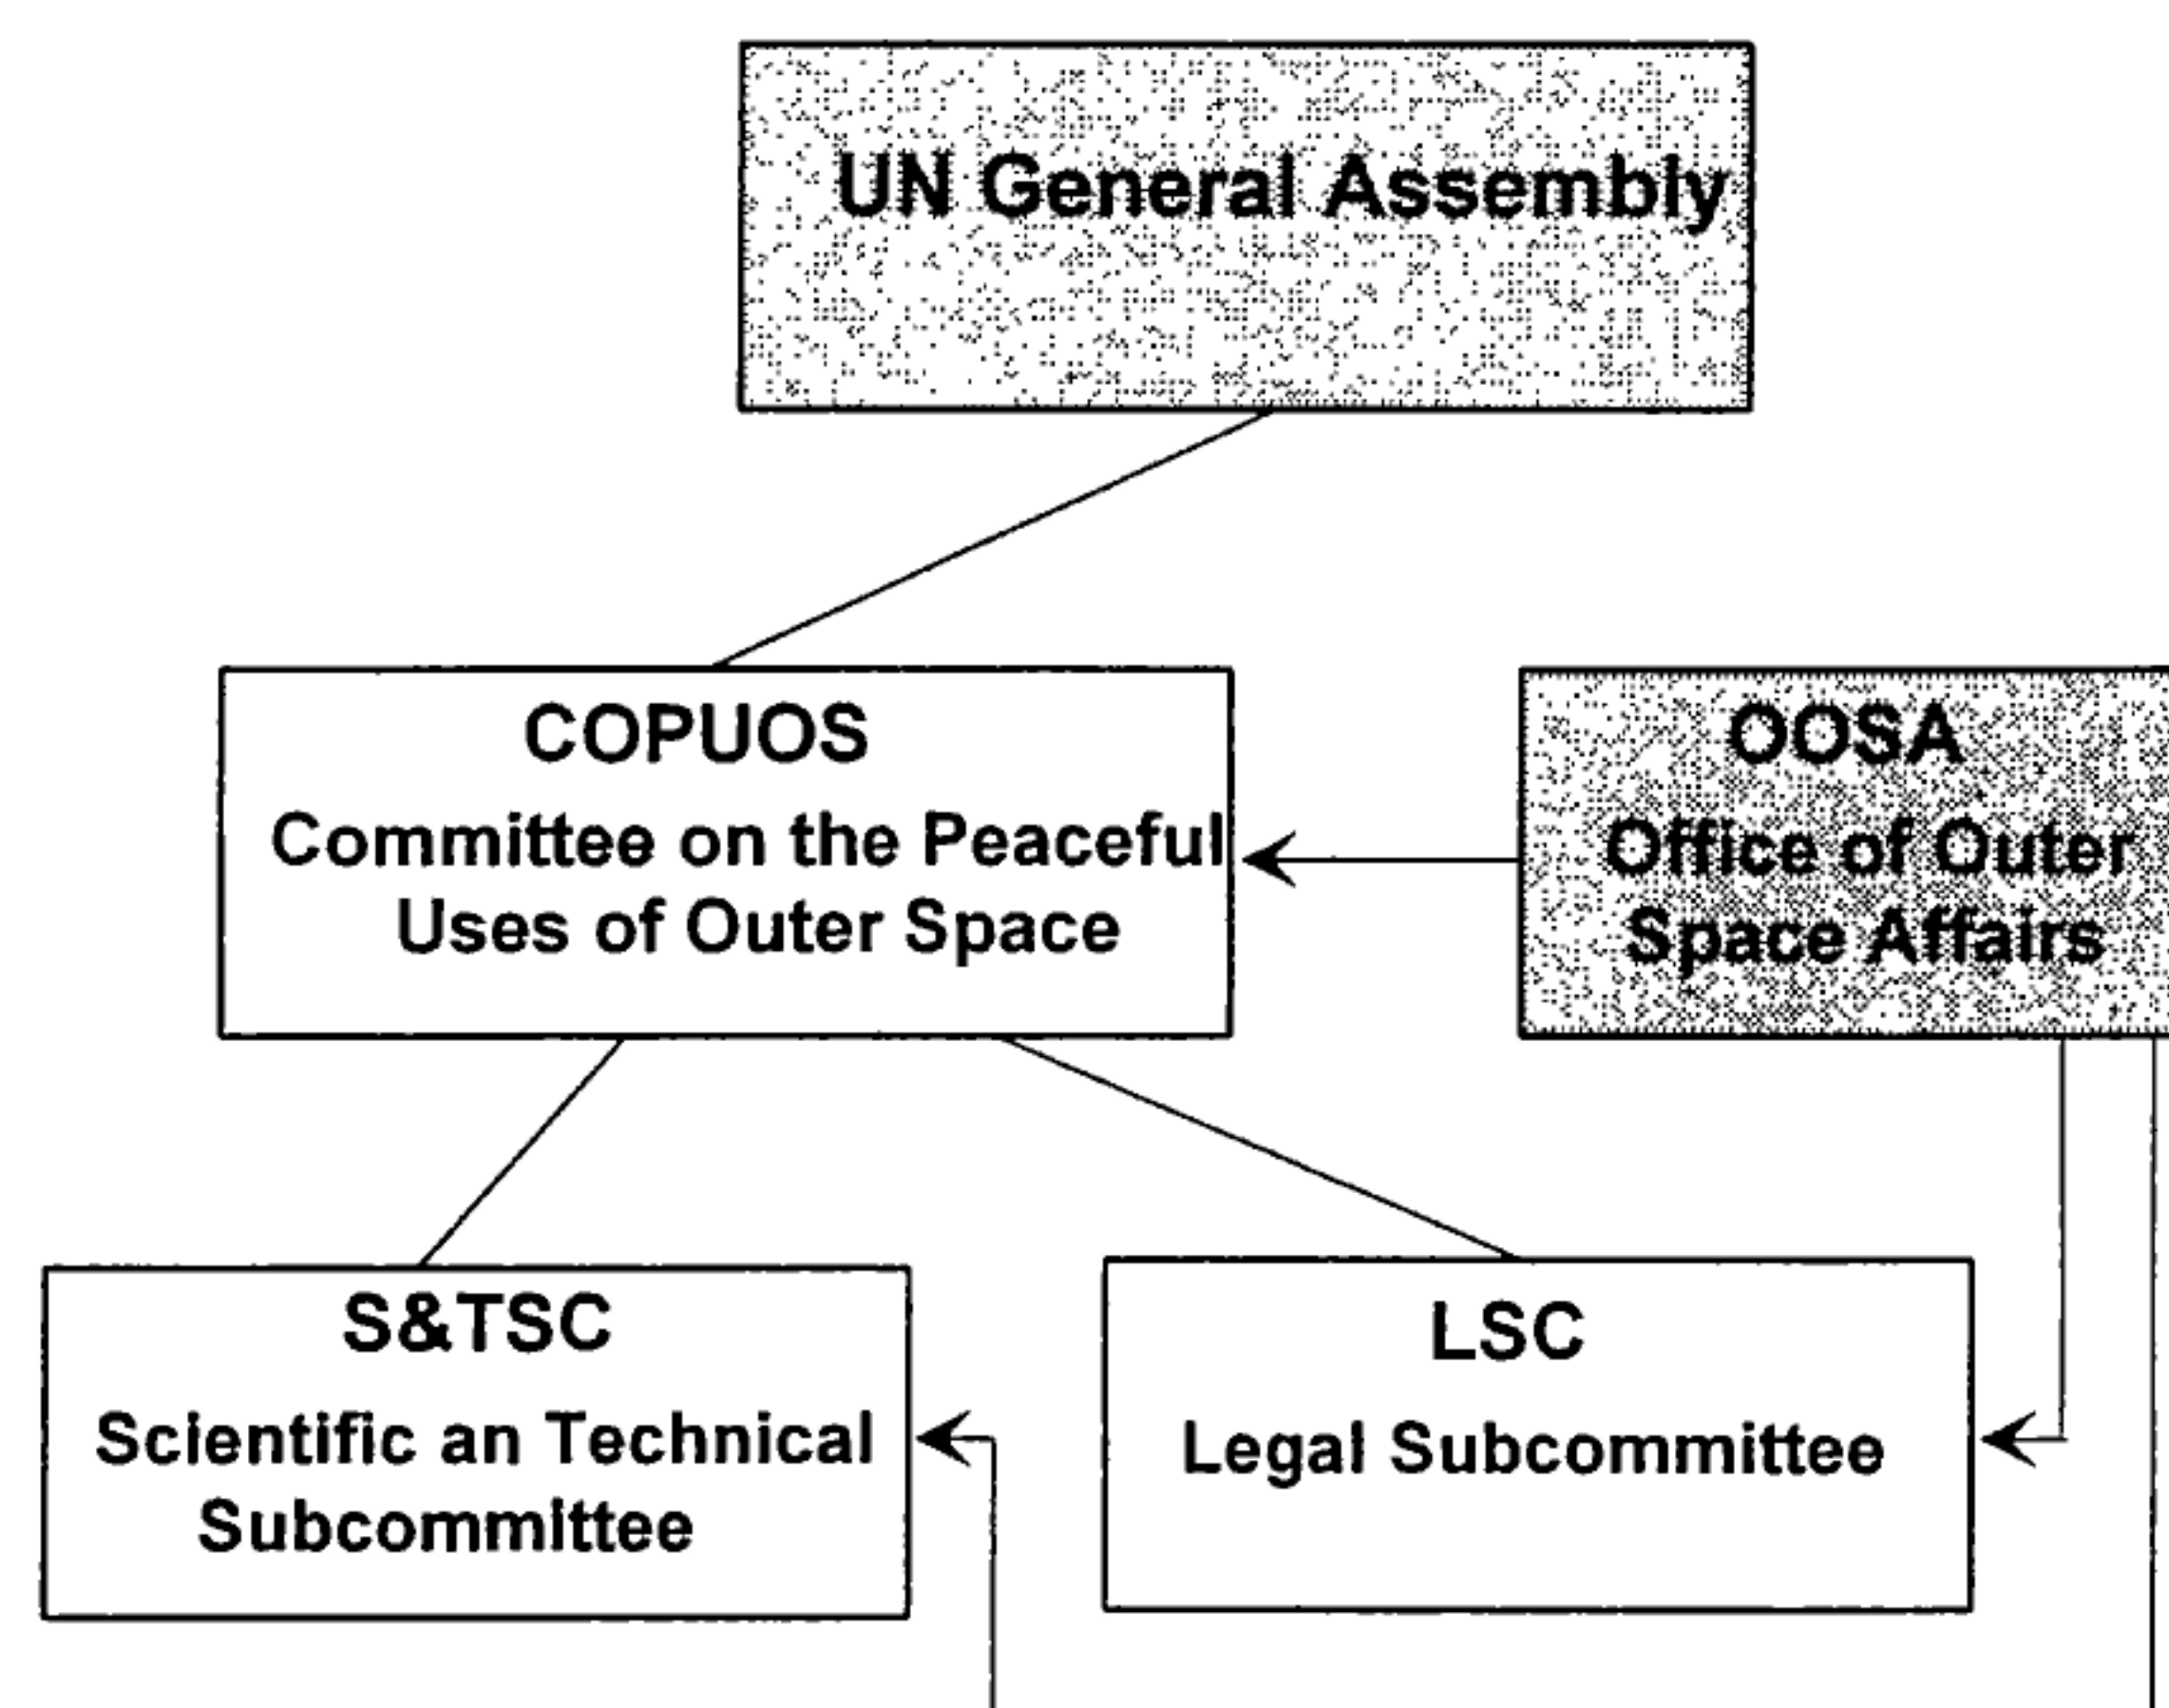 UN General Assembly
COPUOS
Committee on the Peaceful
Uses of Outer Space
OOSA
Office of Outer
Space Affairs
S&TSC
Scientific an Technical
Subcommittee
LSC
Legal Subcommittee